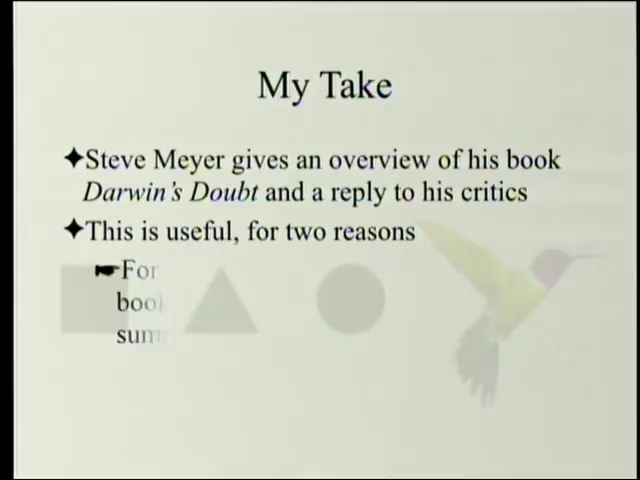 My Take
Steve Meyer gives an overview of his book
Darwin's Doubt and a reply to his critics
This is useful, for two reasons
For